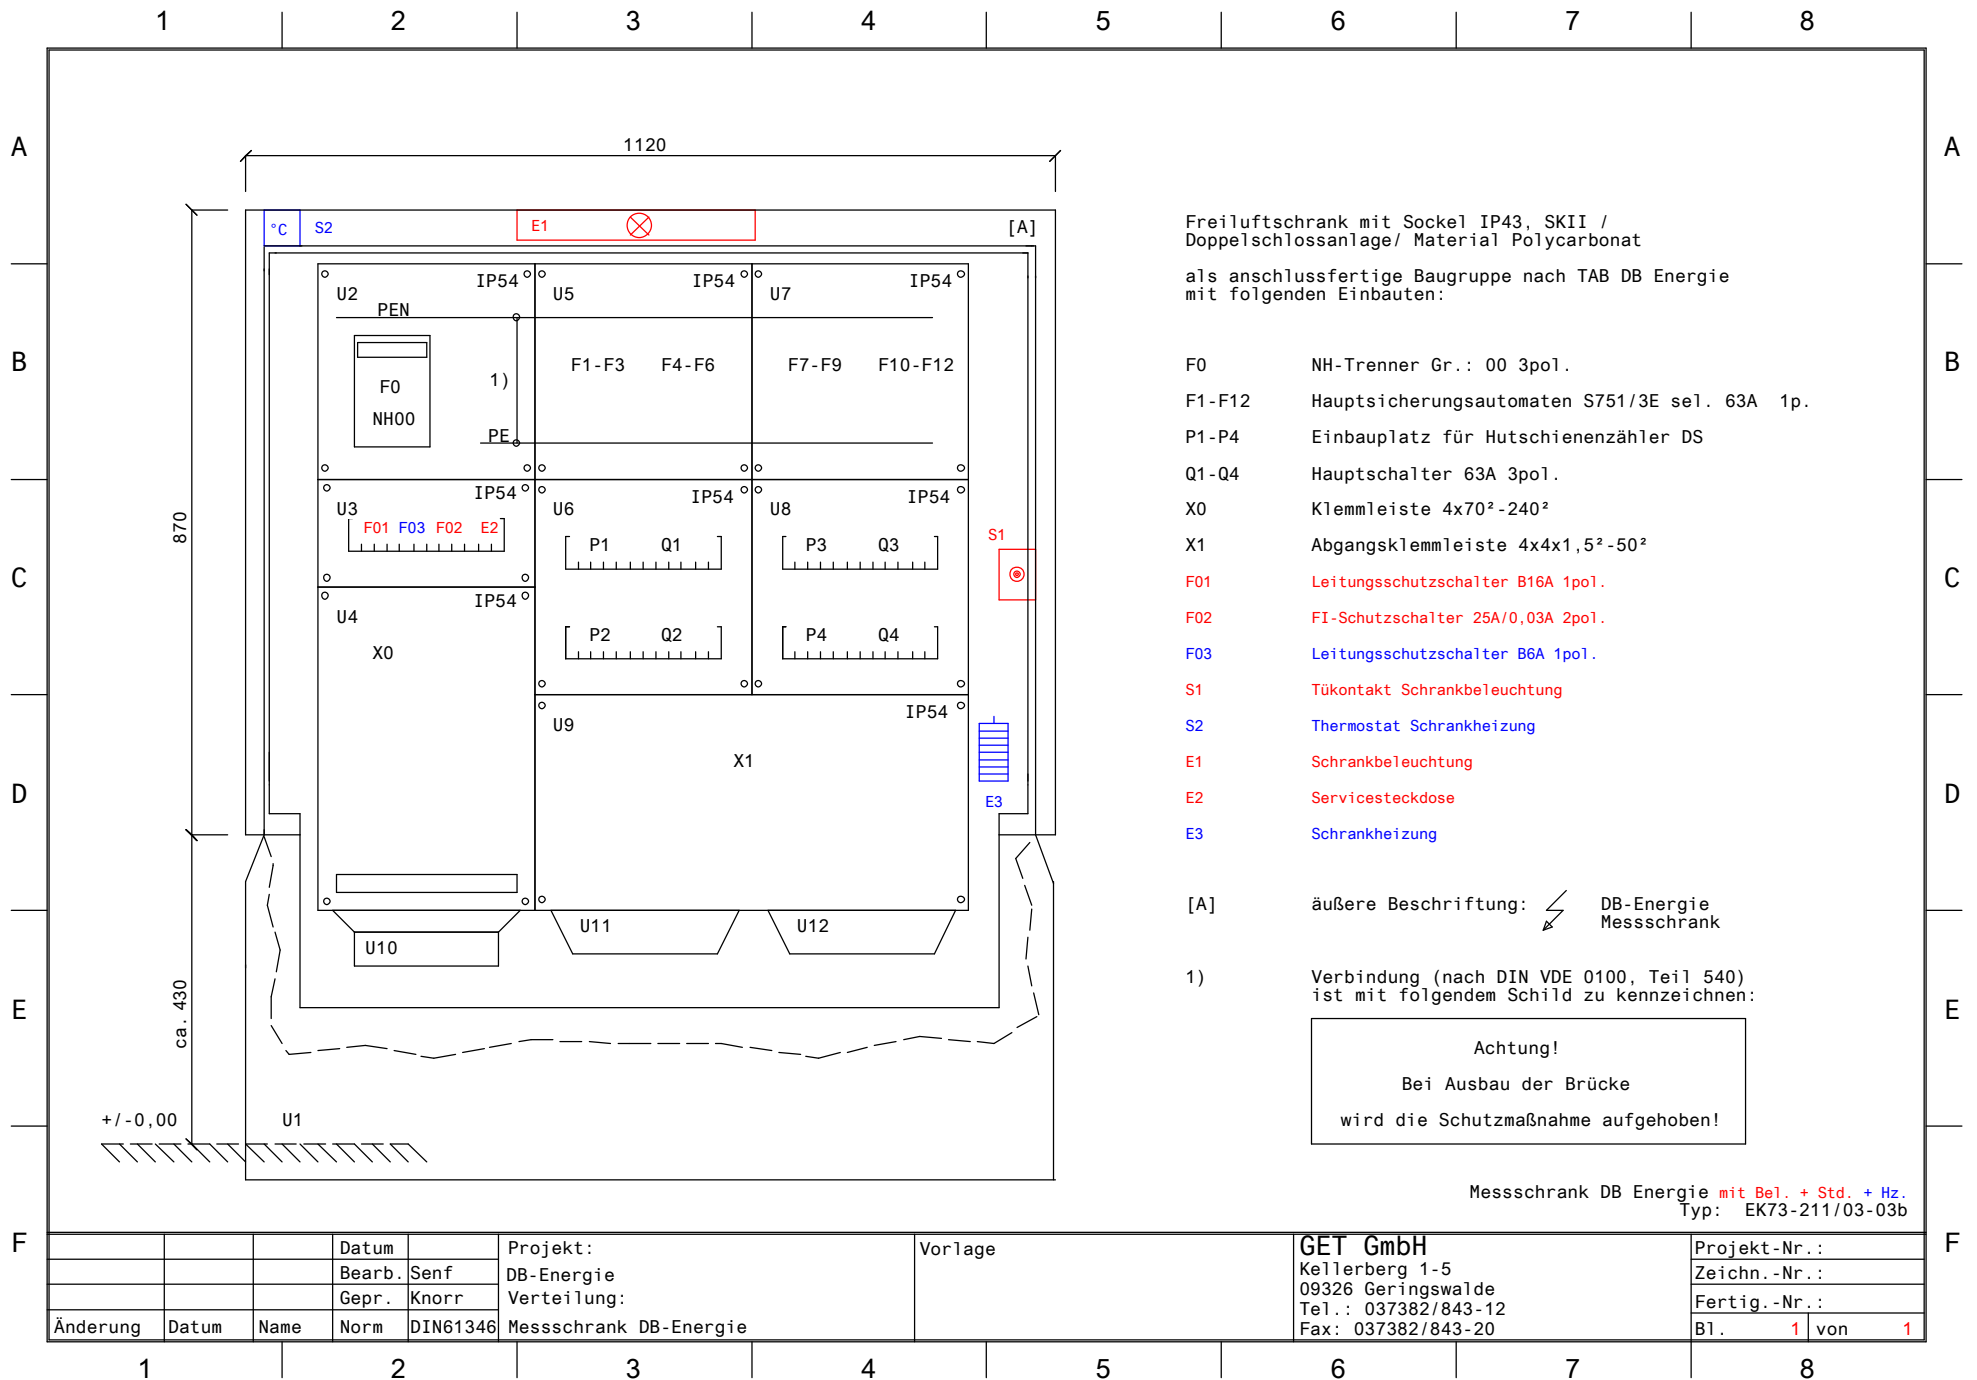 1 2 3 4 5 6 7 8
A A
B B
C C
D D
E E
F F
1120
870
ca. 430
+/-0,00
°C S2 E1 [A]
U2 IP54
PEN
F0
NH00
1)
PE
U5 IP54
F1-F3 F4-F6
U7 IP54
F7-F9 F10-F12
U3 IP54
F01 F03 F02 E2
U6 IP54
P1 Q1
P2 Q2
U8 IP54
P3 Q3
P4 Q4
S1
U4 IP54
X0
U9 IP54
X1
E3
U10
U11
U12
U1
Freiluftschrank mit Sockel IP43, SKII /
Doppelschlossanlage/ Material Polycarbonat
als anschlussfertige Baugruppe nach TAB DB Energie
mit folgenden Einbauten:
F0 NH-Trenner Gr.: 00 3pol.
F1-F12 Hauptsicherungsautomaten S751/3E sel. 63A 1p.
P1-P4 Einbauplatz für Hutschienenzähler DS
Q1-Q4 Hauptschalter 63A 3pol.
X0 Klemmleiste 4x70²-240²
X1 Abgangsklemmleiste 4x4x1,5²-50²
F01 Leitungsschutzschalter B16A 1pol.
F02 FI-Schutzschalter 25A/0,03A 2pol.
F03 Leitungsschutzschalter B6A 1pol.
S1 Tükontakt Schrankbeleuchtung
S2 Thermostat Schrankheizung
E1 Schrankbeleuchtung
E2 Servicesteckdose
E3 Schrankheizung
[A] äußere Beschriftung: DB-Energie
Messschrank
1) Verbindung (nach DIN VDE 0100, Teil 540)
ist mit folgendem Schild zu kennzeichnen:
Achtung!
Bei Ausbau der Brücke
wird die Schutzmaßnahme aufgehoben!
Messschrank DB Energie mit Bel. + Std. + Hz.
Typ: EK73-211/03-03b
Datum
Bearb. Senf
Gepr. Knorr
Änderung Datum Name Norm DIN61346
Projekt:
DB-Energie
Verteilung:
Messschrank DB-Energie
Vorlage
GET GmbH
Kellerberg 1-5
09326 Geringswalde
Tel.: 037382/843-12
Fax: 037382/843-20
Projekt-Nr.:
Zeichn.-Nr.:
Fertig.-Nr.:
Bl. 1 von 1
1 2 3 4 5 6 7 8